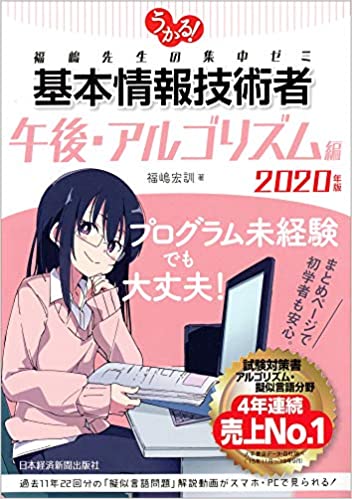 うかる!
福嶋先生の集中ゼミ
基本情報技術者
午後・アルゴリズム編
福嶋宏訓 著
2020年版
プログラム未経験
でも
大丈夫!
まとめページで
初学者も安心。
試験対策書
アルゴリズム・
擬似言語分野
4年連続
売上No.1
日本経済新聞出版社
過去11年22回分の「擬似言語問題」解説動画がスマホ・PCで見られる!